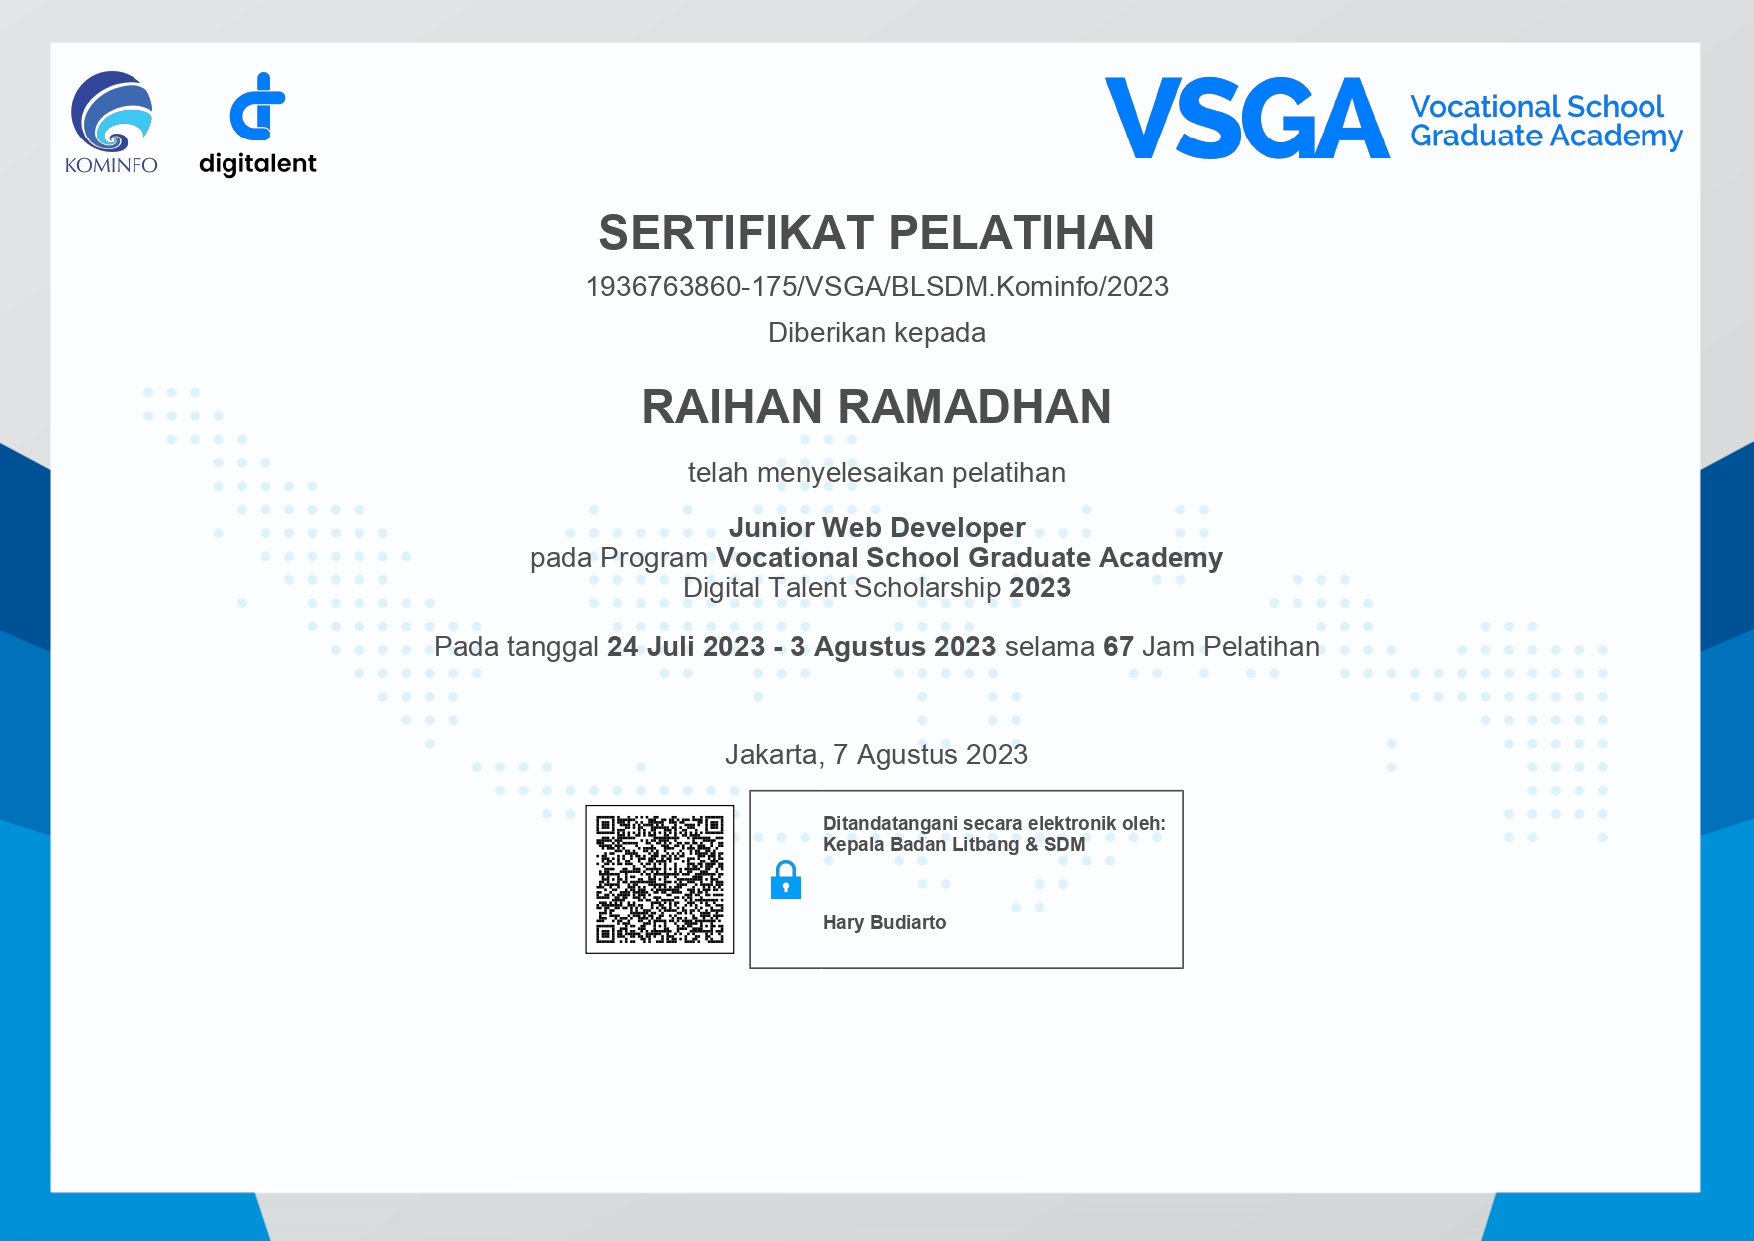 KOMINFO
digitalent
VSGA
Vocational School
Graduate Academy
SERTIFIKAT PELATIHAN
1936763860-175/VSGA/BLSDM.Kominfo/2023
Diberikan kepada
RAIHAN RAMADHAN
telah menyelesaikan pelatihan
Junior Web Developer
pada Program Vocational School Graduate Academy
Digital Talent Scholarship 2023
Pada tanggal 24 Juli 2023 - 3 Agustus 2023 selama 67 Jam Pelatihan
Jakarta, 7 Agustus 2023
Ditandatangani secara elektronik oleh:
Kepala Badan Litbang & SDM
Hary Budiarto